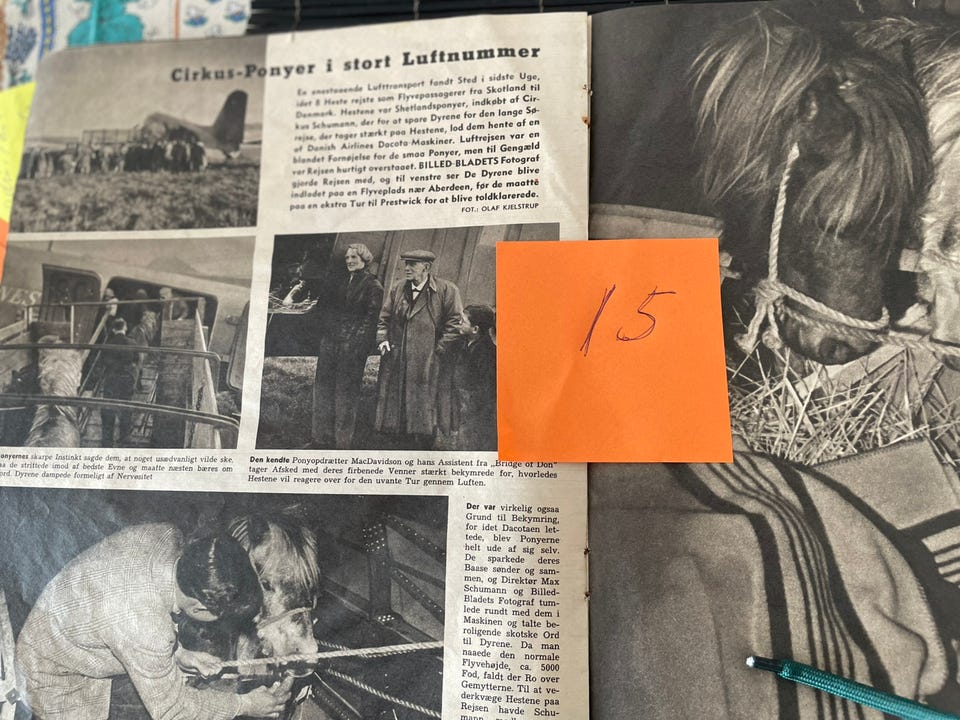 Cirkus-Ponyer i stort Luftnummer
En enestaaende Lufttransport fandt Sted i sidste Uge,
idet 8 Heste rejste som Flyvepassagerer fra Skotland til
Danmark. Hestene var Shetlandsponyer, indkøbt af Cir-
kus Schumann, der for at spare Dyrene for den lange Sø-
rejse, der tager stærkt paa Hestene, lod dem hente af en
af Danish Airlines Dacota-Maskiner. Luftrejsen var en
blandet Fornøjelse for de smaa Ponyer, men til Gengæld
var Rejsen hurtigt overstaaet. BILLED-BLADETS Fotograf
gjorde Rejsen med, og til venstre ser De Dyrene blive
indladet paa en Flyveplads nær Aberdeen, før de maatte
paa en ekstra Tur til Prestwick for at blive toldklarerede.
FOT.: OLAF KJELSTRUP
NES
15
onyernes skarpe Instinkt sagde dem, at noget usædvanligt vilde ske,
aa de strittede imod af bedste Evne og maatte næsten bæres om
ord. Dyrene dampede formeligt af Nervøsitet
Den kendte Ponyopdrætter MacDavidson og hans Assistent fra „Bridge of Don"
tager Afsked med deres firbenede Venner stærkt bekymrede for, hvorledes
Hestene vil reagere over for den uvante Tur gennem Luften.
Der var virkelig ogsaa
Grund til Bekymring,
for idet Dacotaen let-
tede, blev Ponyerne
helt ude af sig selv.
De sparkede deres
Baase sønder og sam-
men, og Direktør Max
Schumann og Billed-
Bladets Fotograf tum-
lede rundt med dem i
Maskinen og talte be-
roligende skotske Ord
til Dyrene. Da man
naaede den normale
Flyvehøjde, ca. 5000
Fod, faldt der Ro over
Gemytterne. Til at ve-
derkvæge Hestene paa
Rejsen havde Schu-
mann